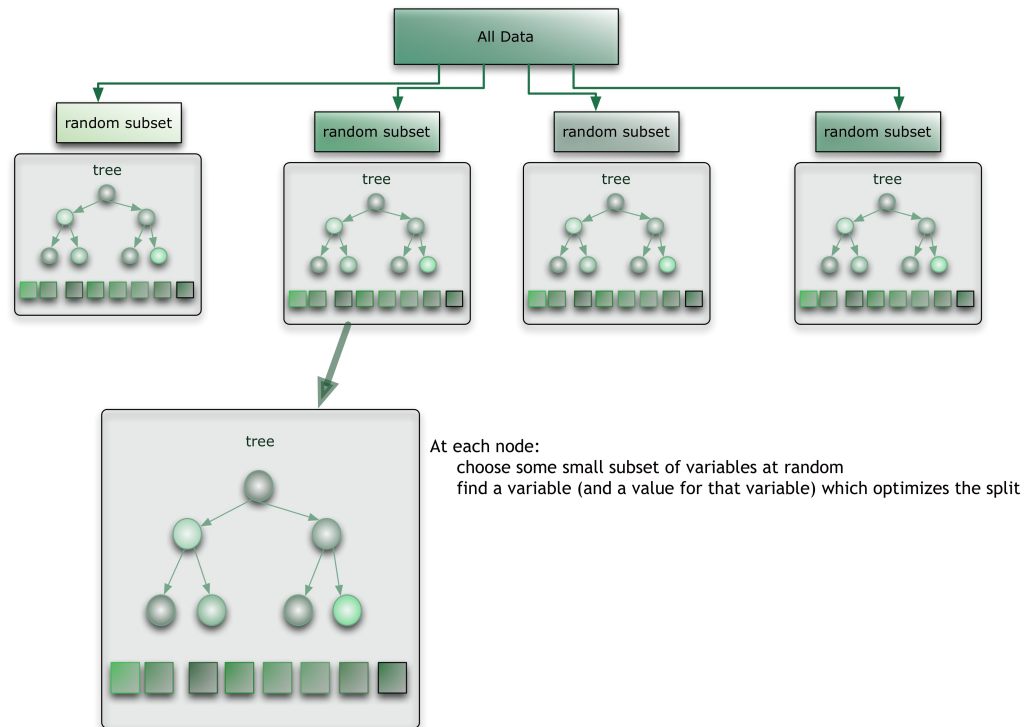 All Data
random subset
random subset
random subset
random subset
tree
tree
tree
tree
tree
At each node:
choose some small subset of variables at random
find a variable (and a value for that variable) which optimizes the split